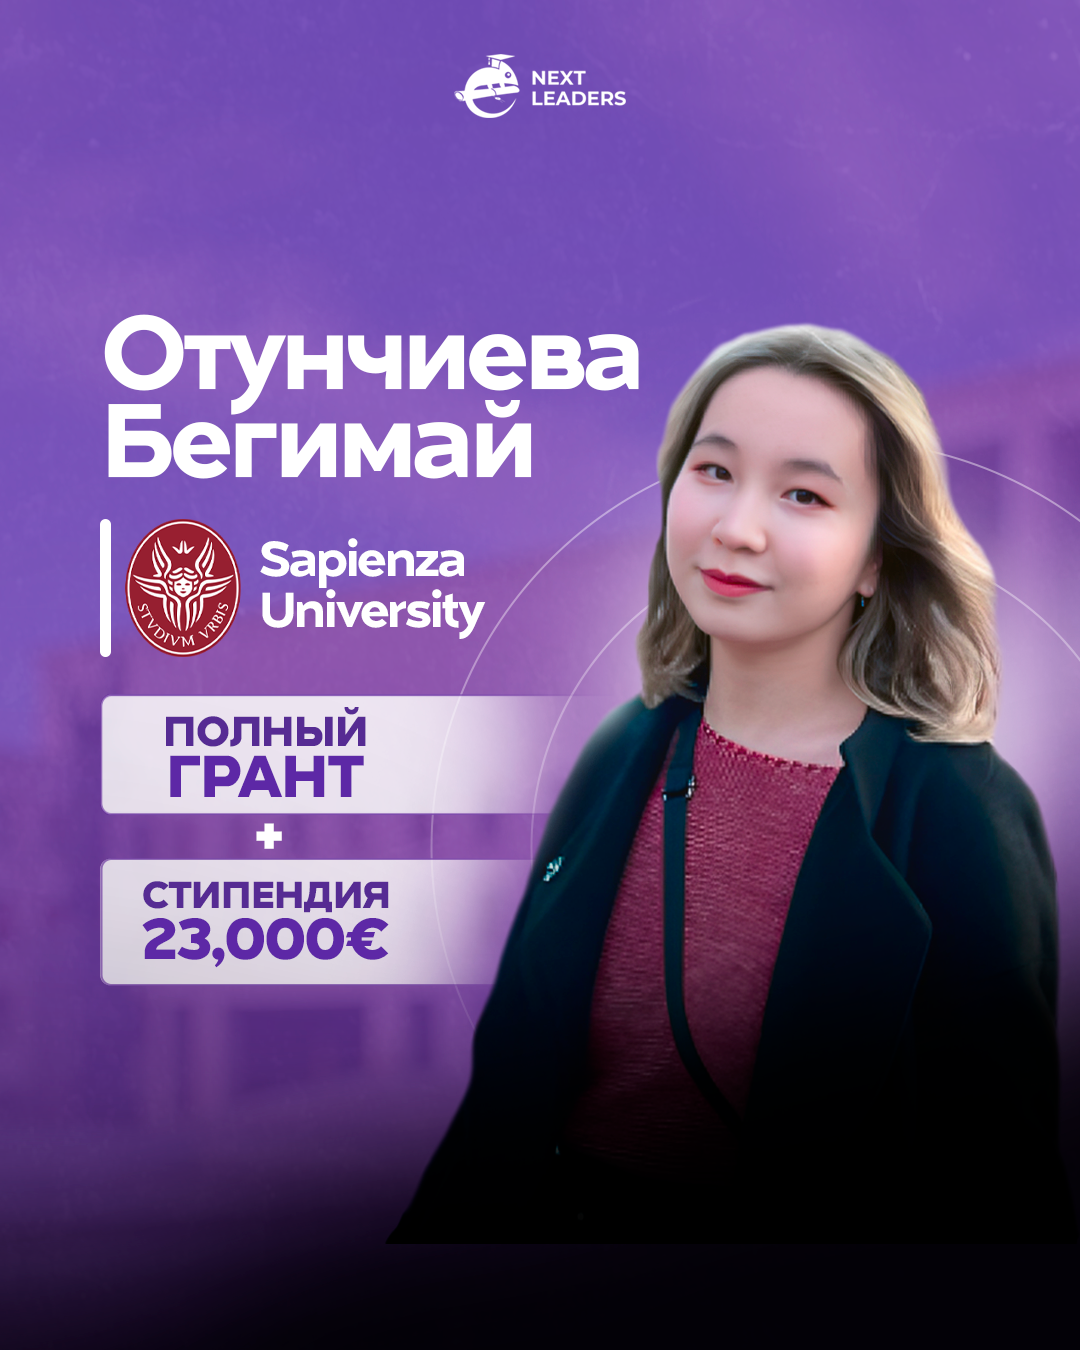 NEXT
LEADERS
Отунчиева
Бегимай
STVDIVM VRBIS
Sapienza
University
ПОЛНЫЙ
ГРАНТ
+
СТИПЕНДИЯ
23,000€